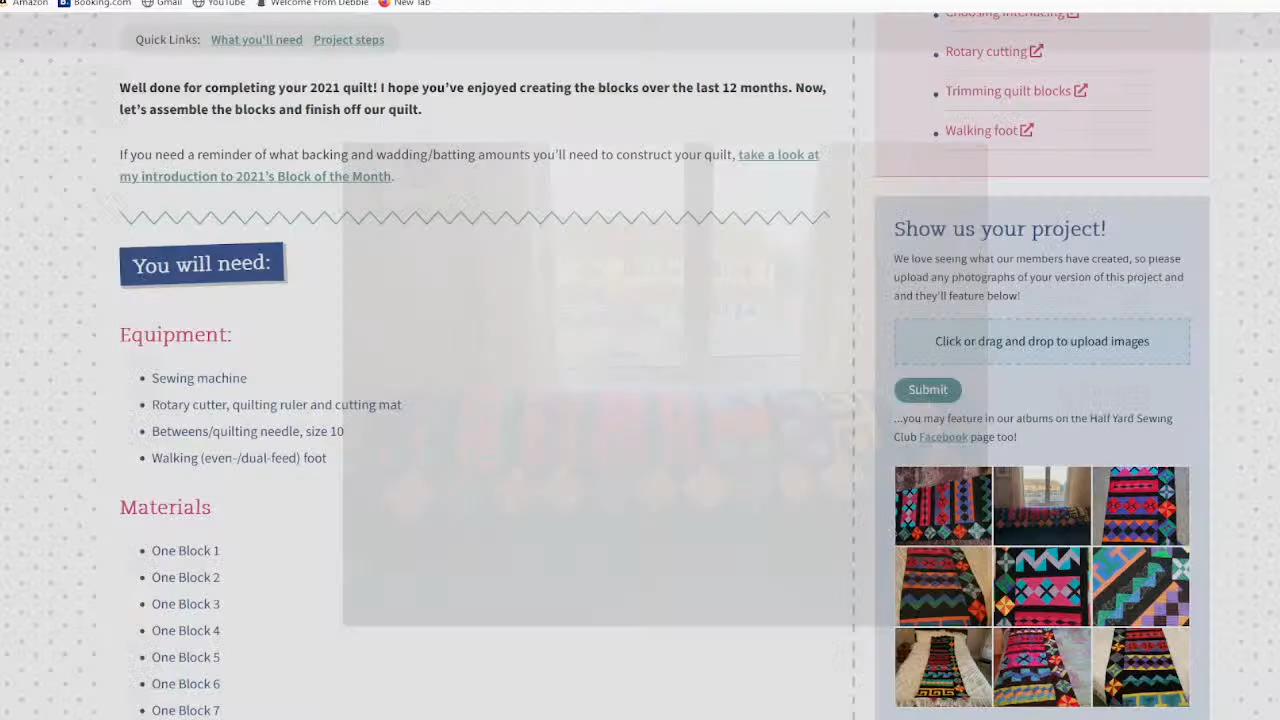 Amazon
Booking.com
Gmail
YouTube
Welcome From Debbie
New Tab
Quick Links: What you'll need Project steps
Well done for completing your 2021 quilt! I hope you've enjoyed creating the blocks over the last 12 months. Now,
let's assemble the blocks and finish off our quilt.
If you need a reminder of what backing and wadding/batting amounts you'll need to construct your quilt, take a look at
my introduction to 2021's Block of the Month.
You will need:
Equipment:
Sewing machine
Rotary cutter, quilting ruler and cutting mat
Betweens/quilting needle, size 10
Walking (even-/dual-feed) foot
Materials
One Block 1
One Block 2
One Block 3
One Block 4
One Block 5
One Block 6
One Block 7
Choosing interfacing
Rotary cutting
Trimming quilt blocks
Walking foot
Show us your project!
We love seeing what our members have created, so please
upload any photographs of your version of this project and
and they'll feature below!
Click or drag and drop to upload images
Submit
...you may feature in our albums on the Half Yard Sewing
Club Facebook page too!